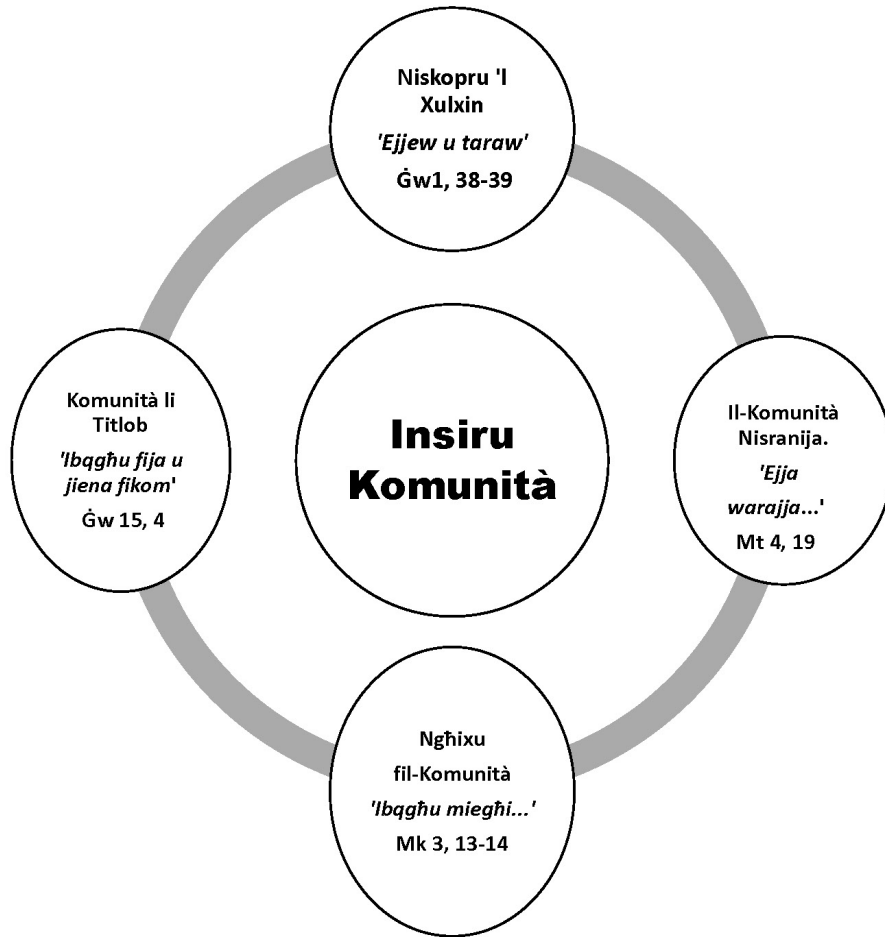 Niskopru 'l
Xulxin
'Ejjew u taraw'
Ġw1, 38-39
Komunità li
Titlob
'Ibqgħu fija u
jiena fikom'
Ġw 15, 4
Insiru
Komunità
Il-Komunità
Nisranija.
'Ejja
warajja...'
Mt 4, 19
Ngħixu
fil-Komunità
'Ibqgħu miegħi...'
Mk 3, 13-14